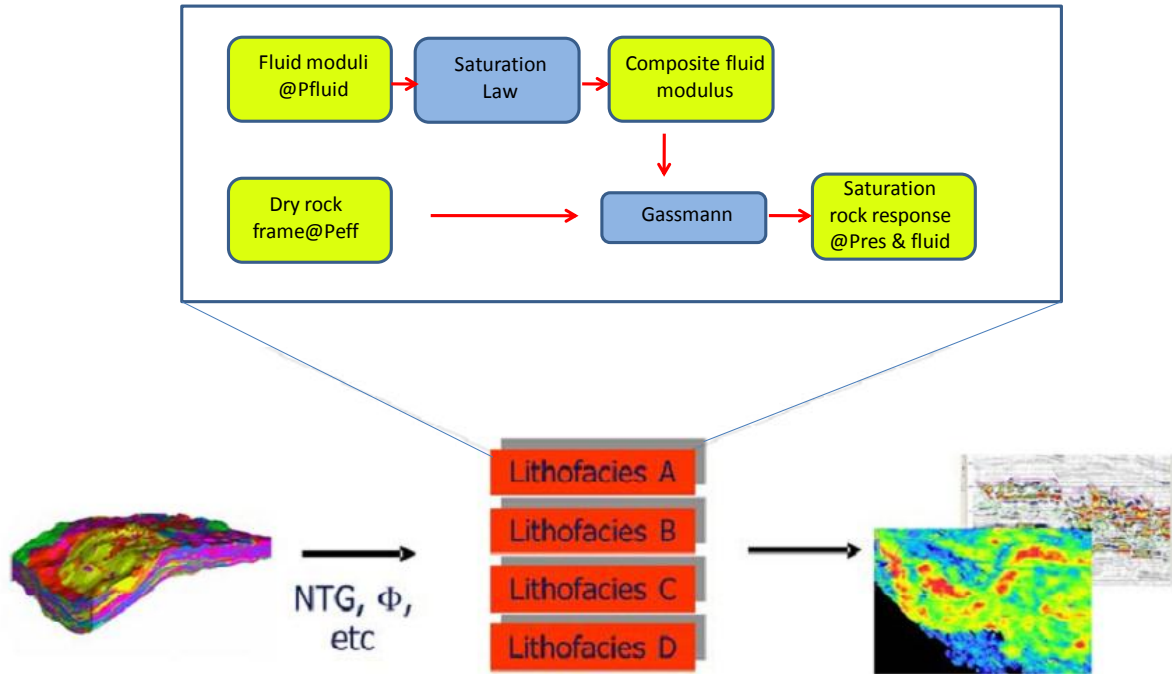 Fluid moduli
@Pfluid
Saturation
Law
Composite fluid
modulus
Dry rock
frame@Peff
Gassmann
Saturation
rock response
@Pres & fluid
NTG, Φ,
etc
Lithofacies A
Lithofacies B
Lithofacies C
Lithofacies D